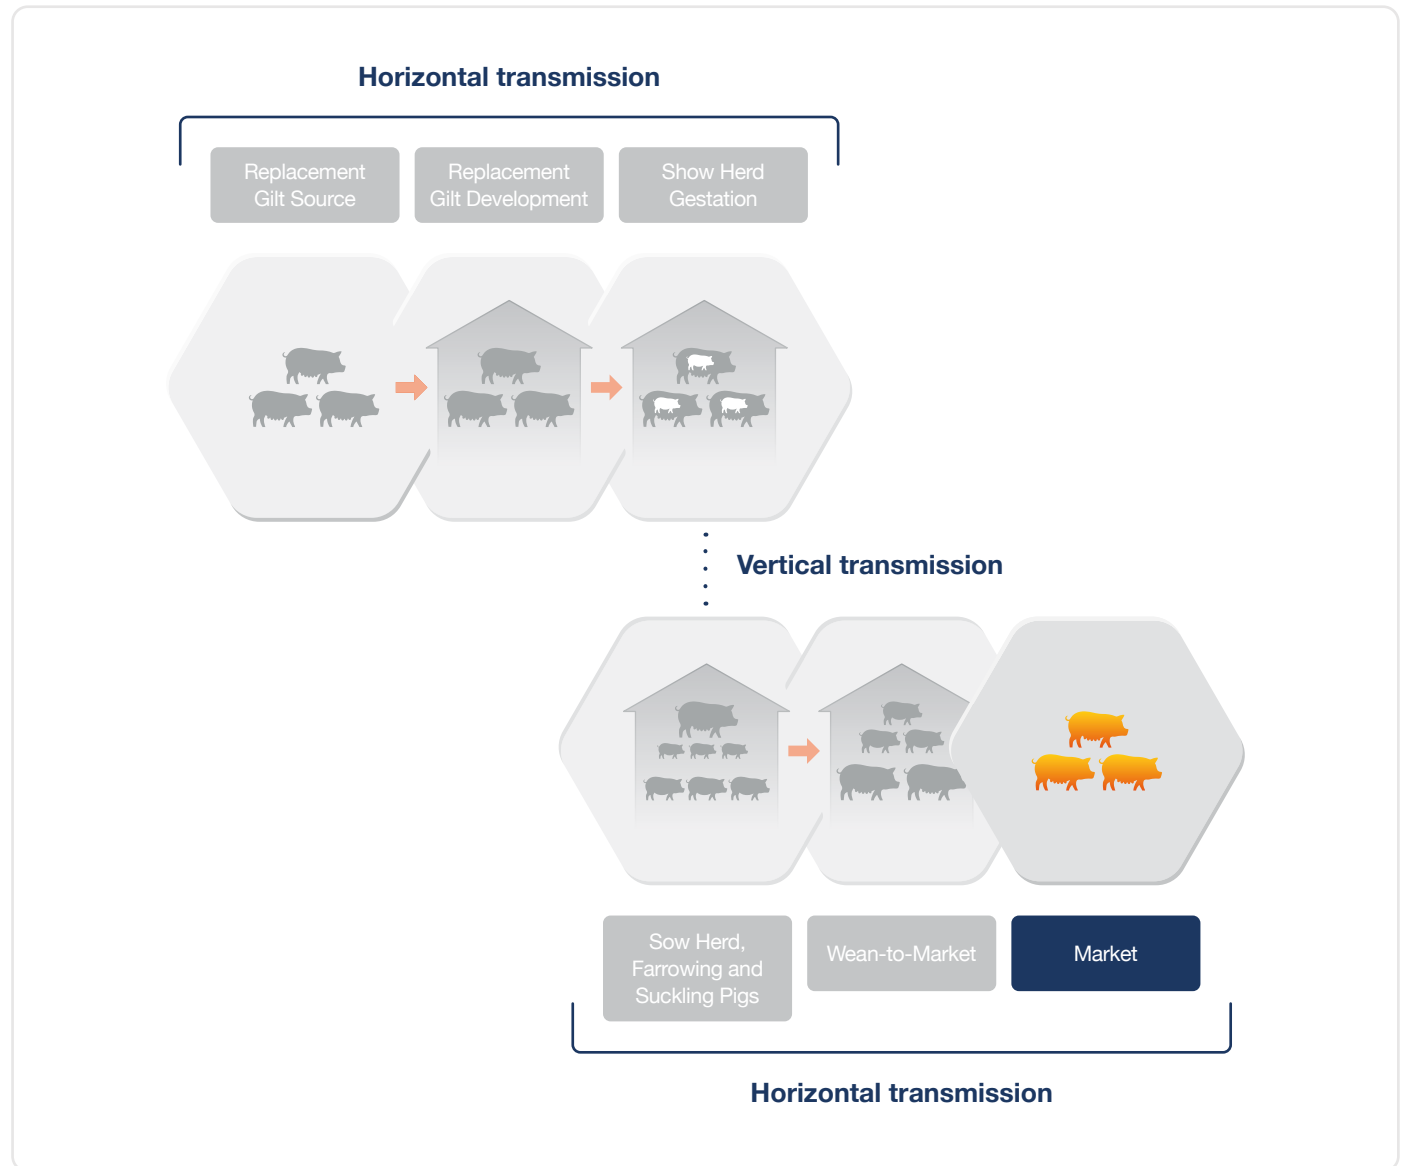 Horizontal transmission
Replacement
Gilt Source
Replacement
Gilt Development
Show Herd
Gestation
Vertical transmission
Sow Herd,
Farrowing and
Suckling Pigs
Wean-to-Market
Market
Horizontal transmission